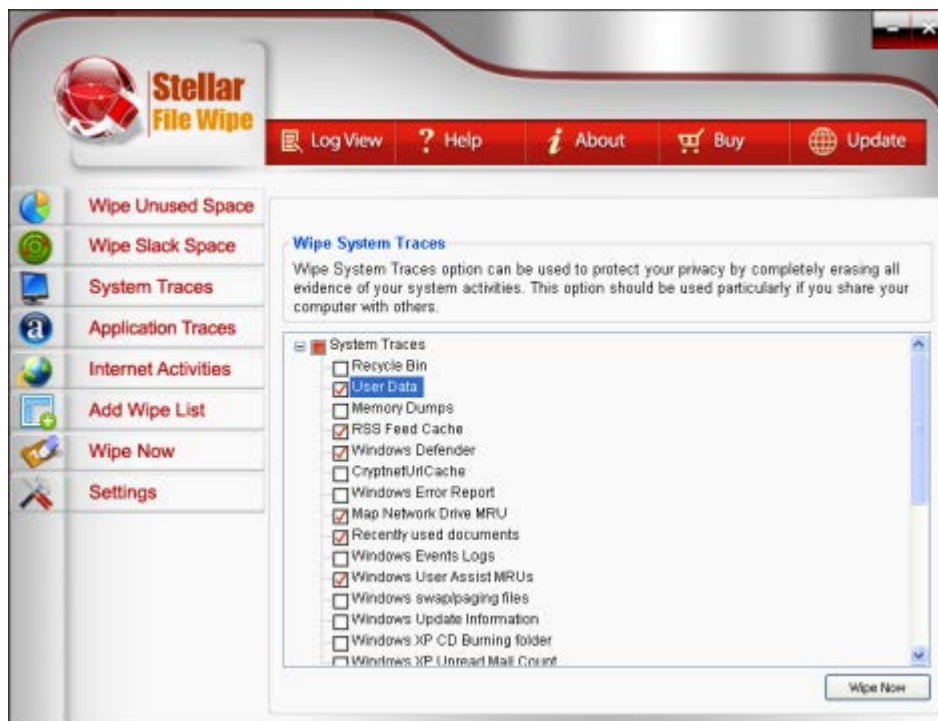 Stellar
File Wipe
Log View
Help
About
Buy
Update
Wipe Unused Space
Wipe Slack Space
System Traces
Application Traces
Internet Activities
Add Wipe List
Wipe Now
Settings
Wipe System Traces
Wipe System Traces option can be used to protect your privacy by completely erasing all
evidence of your system activities. This option should be used particularly if you share your
computer with others.
System Traces
Recycle Bin
User Data
Memory Dumps
RSS Feed Cache
Windows Defender
CryptnetUrlCache
Windows Error Report
Map Network Drive MRU
Recently used documents
Windows Events Logs
Windows User Assist MRUs
Windows swap/paging files
Windows Update Information
Windows XP CD Burning folder
Windows XP Unread Mail Count
Wipe Now